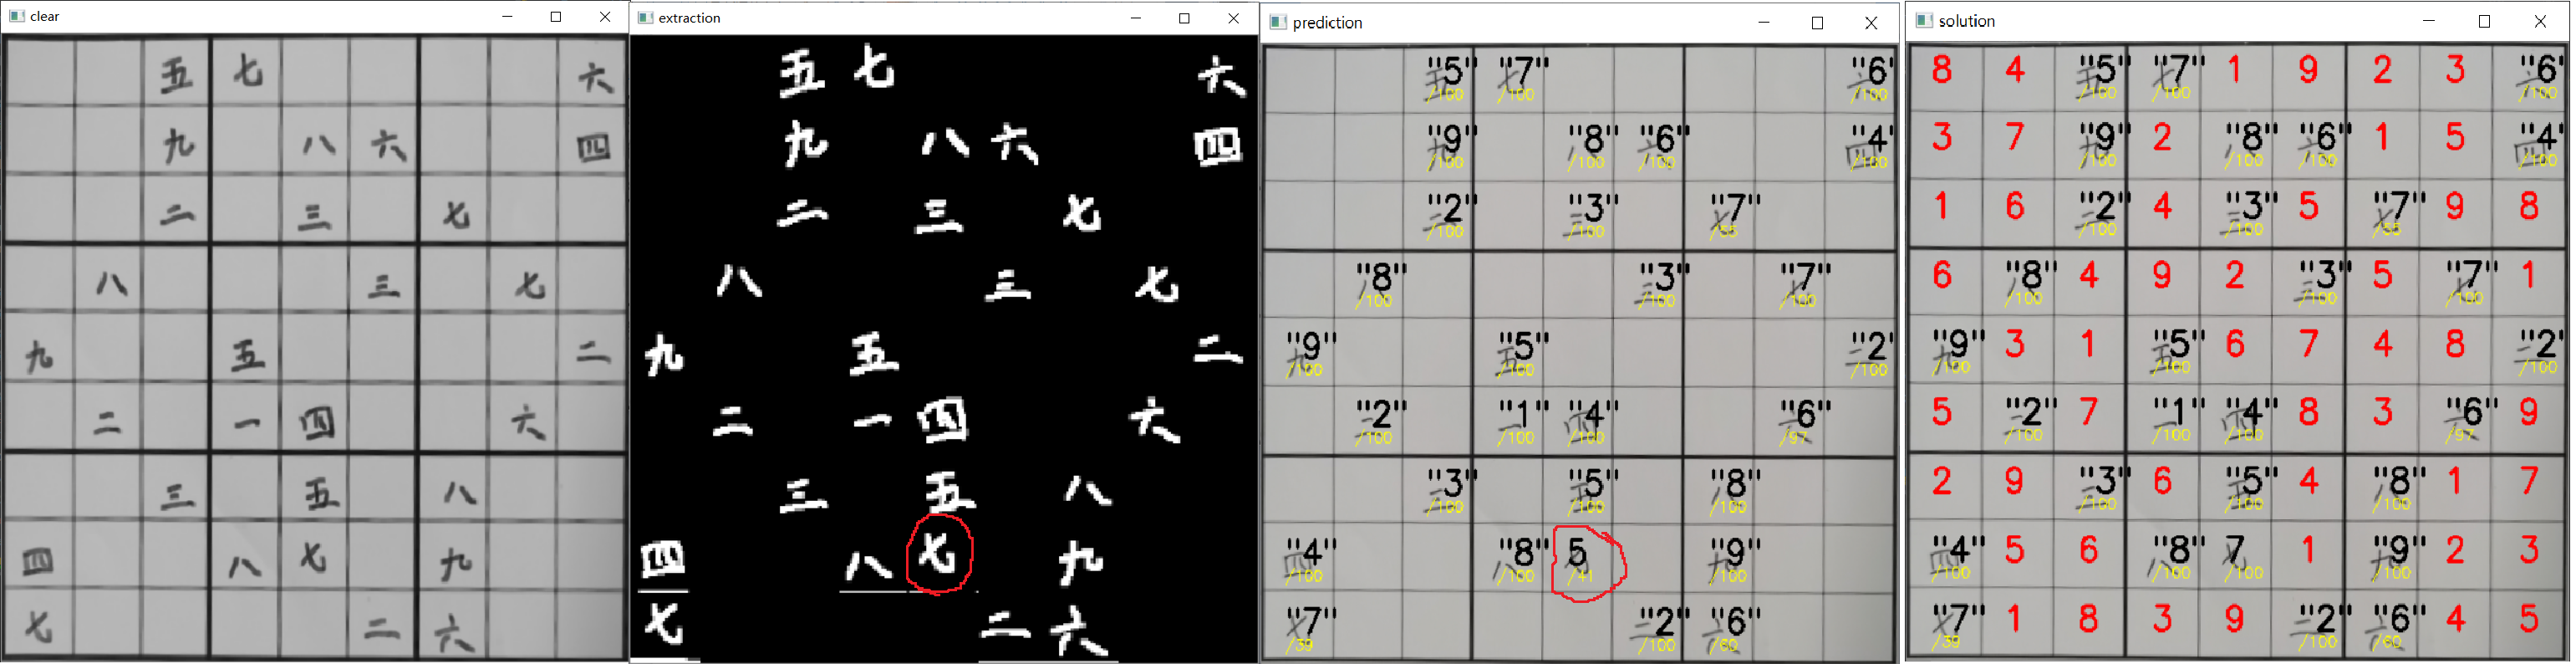 clear
五 七 六
九 八 六 四
二 三 七
八 三 七
九 五 二
二 一 四 六
三 五 八
四 八 七 九
七 二 六
extraction
五 七 六
九 八 六 四
二 三 七
八 三 七
九 五 二
二 一 四 六
三 五 八
四 八 七 九
七 二 六
prediction
"5" "7" "6"
/100 /100 /100
"9" "8" "6" "4"
/100 /100 /100 /100
"2" "3" "7"
/100 /100 /55
"8" "3" "7"
/100 /100 /100
"9" "5" "2"
/100 /100 /100
"2" "1" "4" "6"
/100 /100 /100 /97
"3" "5" "8"
/100 /100 /100
"4" "8" 5 "9"
/100 /100 /41 /100
"7" "2" "6"
/39 /100 /60
solution
8 4 "5" "7" 1 9 2 3 "6"
/100 /100 /100
3 7 "9" 2 "8" "6" 1 5 "4"
/100 /100 /100 /100
1 6 "2" 4 "3" 5 "7" 9 8
/100 /100 /55
6 "8" 4 9 2 "3" 5 "7" 1
/100 /100 /100
"9" 3 1 "5" 6 7 4 8 "2"
/100 /100 /100
5 "2" 7 "1" "4" 8 3 "6" 9
/100 /100 /100 /97
2 9 "3" 6 "5" 4 "8" 1 7
/100 /100 /100
"4" 5 6 "8" 7 1 "9" 2 3
/100 /100 /100 /100
"7" 1 8 3 9 "2" "6" 4 5
/39 /100 /60